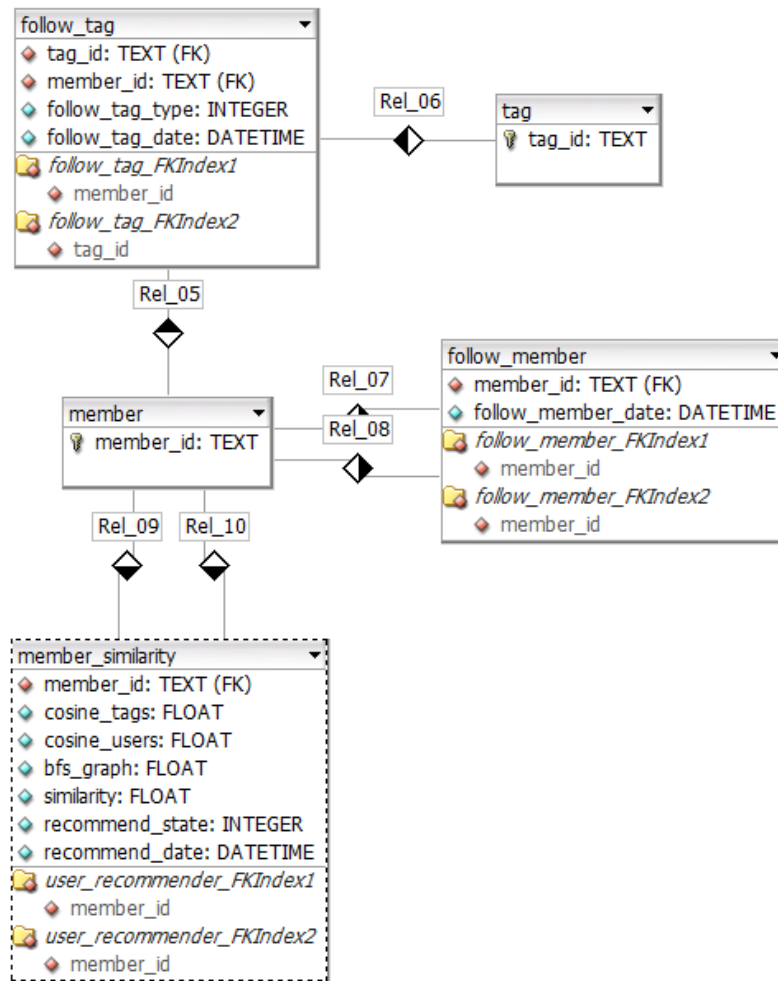 follow_tag
tag_id: TEXT (FK)
member_id: TEXT (FK)
follow_tag_type: INTEGER
follow_tag_date: DATETIME
follow_tag_FKIndex1
member_id
follow_tag_FKIndex2
tag_id
Rel_06
tag
tag_id: TEXT
Rel_05
member
member_id: TEXT
Rel_07
Rel_08
follow_member
member_id: TEXT (FK)
follow_member_date: DATETIME
follow_member_FKIndex1
member_id
follow_member_FKIndex2
member_id
Rel_09
Rel_10
member_similarity
member_id: TEXT (FK)
cosine_tags: FLOAT
cosine_users: FLOAT
bfs_graph: FLOAT
similarity: FLOAT
recommend_state: INTEGER
recommend_date: DATETIME
user_recommender_FKIndex1
member_id
user_recommender_FKIndex2
member_id